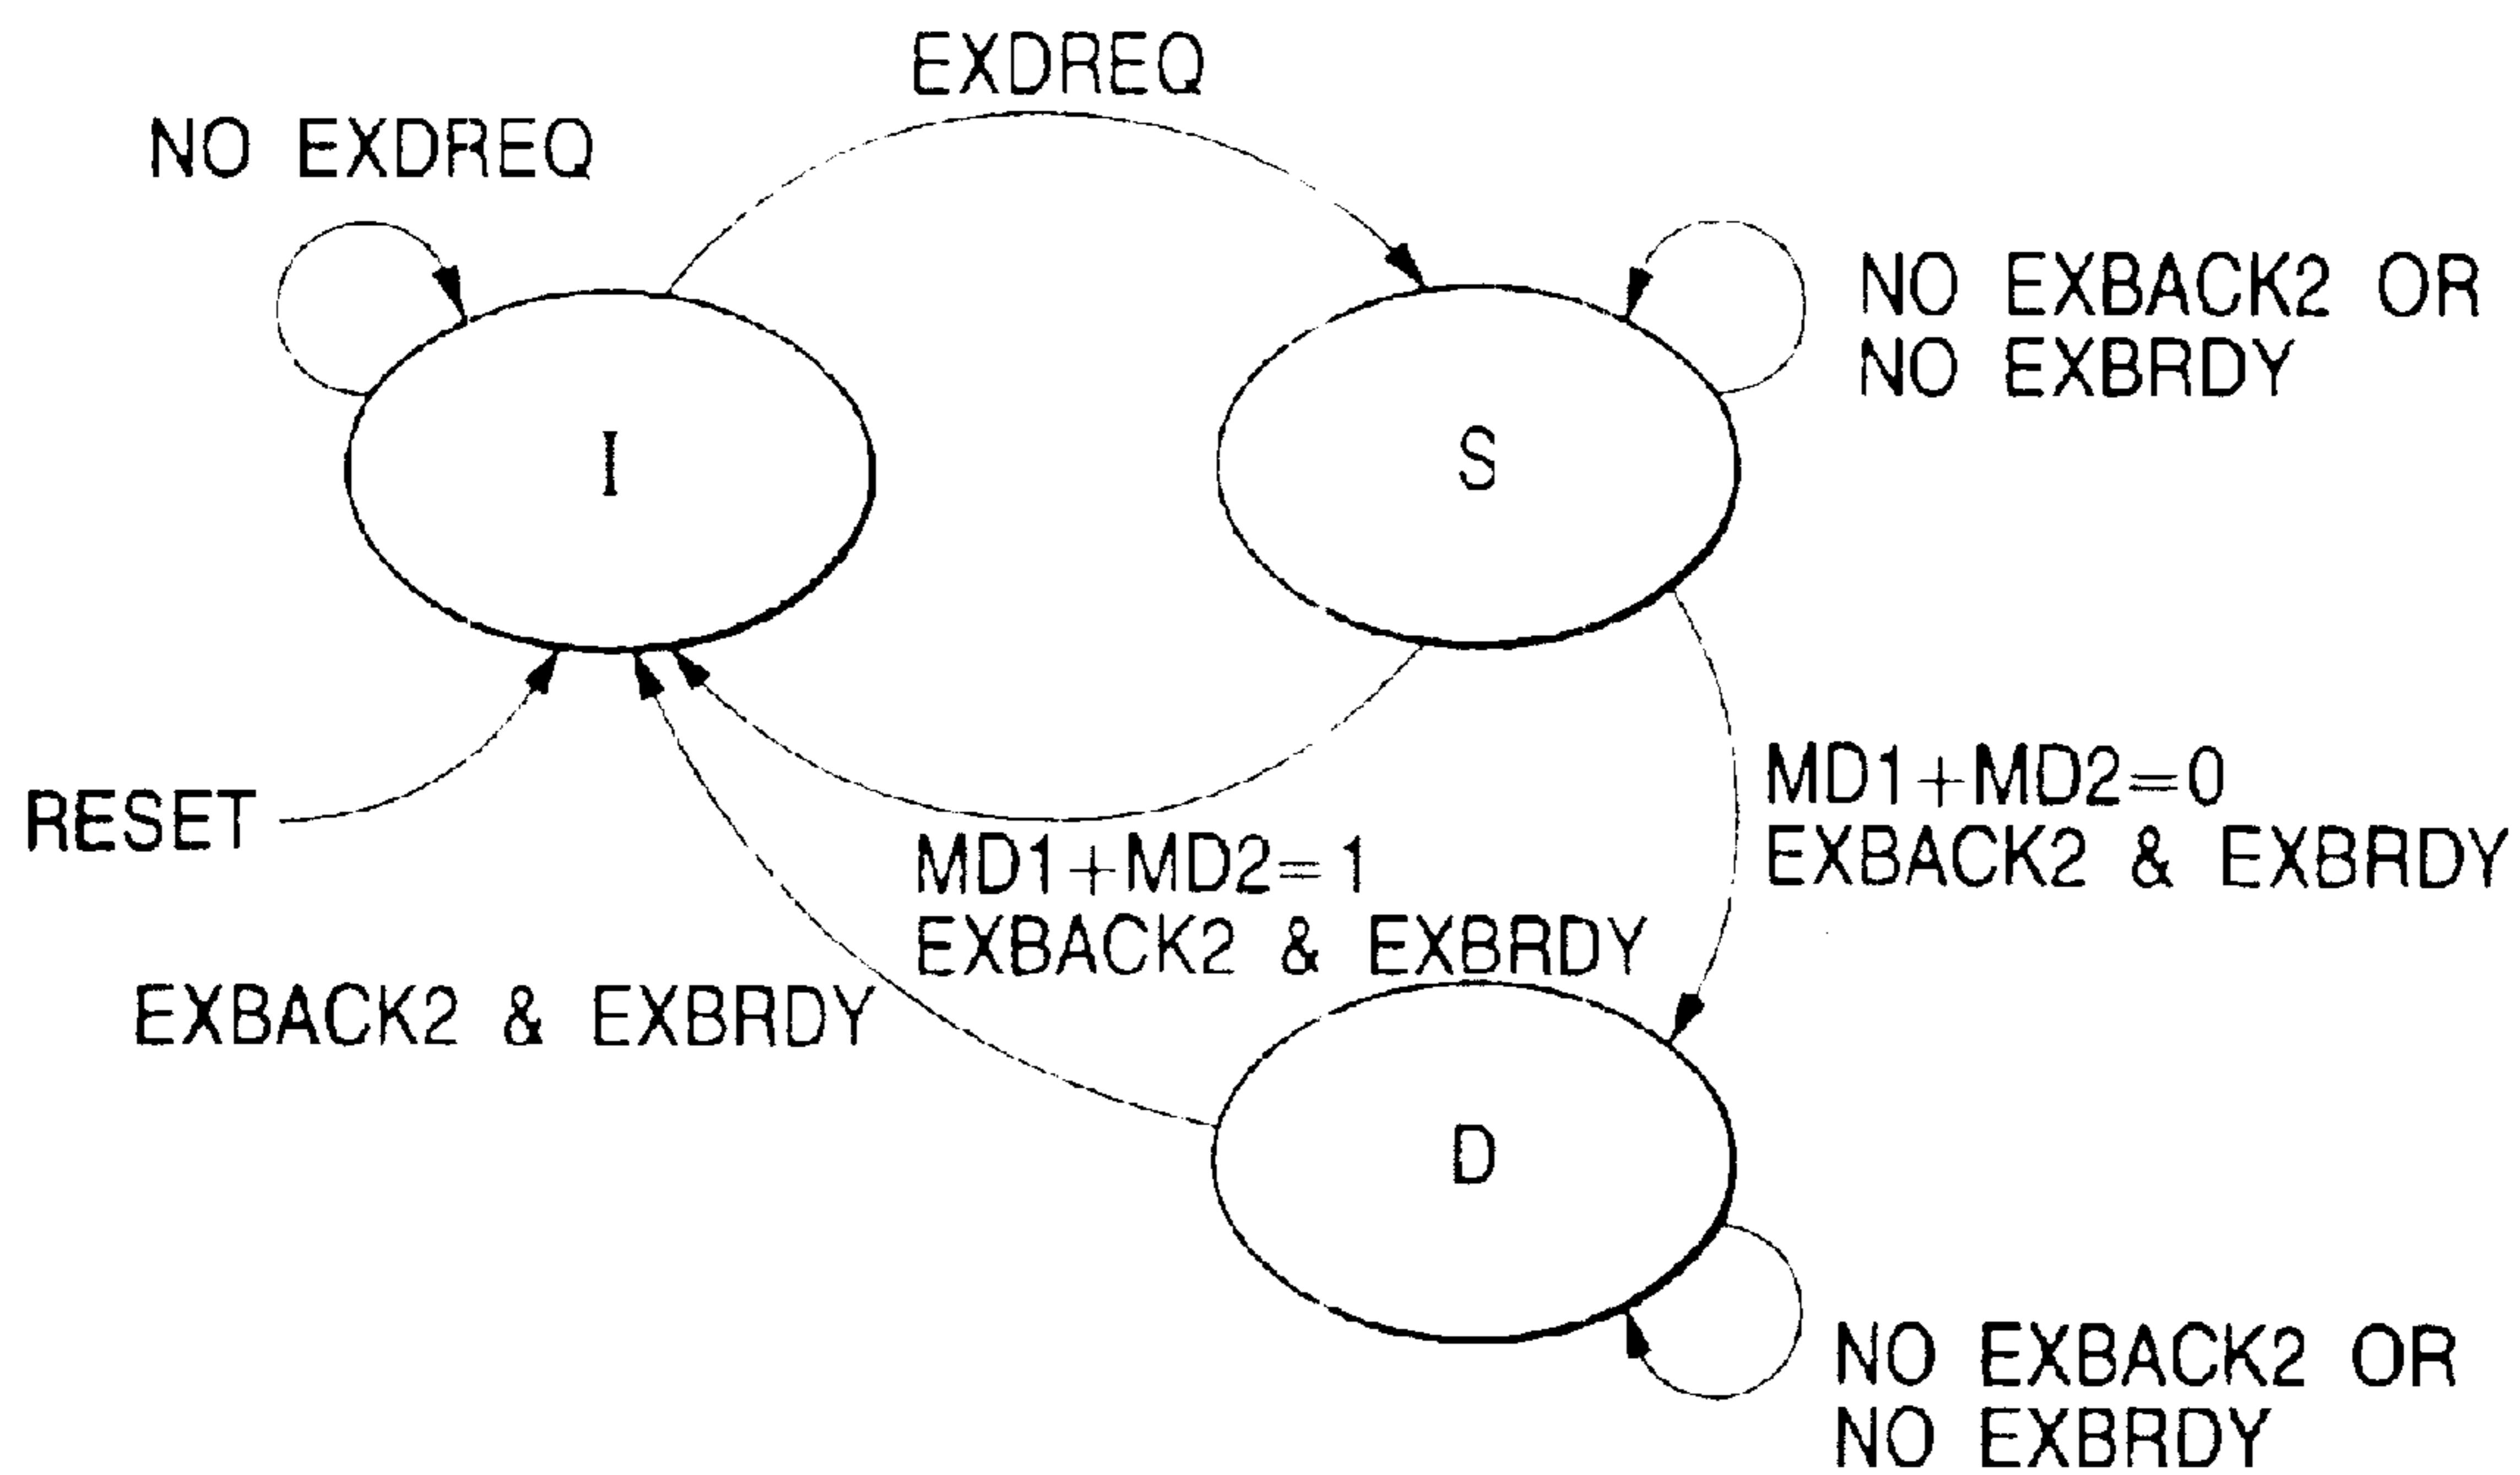 EXDREQ
NO EXDREQ
NO EXBACK2 OR
NO EXBRDY
I
S
MD1+MD2=0
EXBACK2 & EXBRDY
RESET
MD1+MD2=1
EXBACK2 & EXBRDY
EXBACK2 & EXBRDY
D
NO EXBACK2 OR
NO EXBRDY